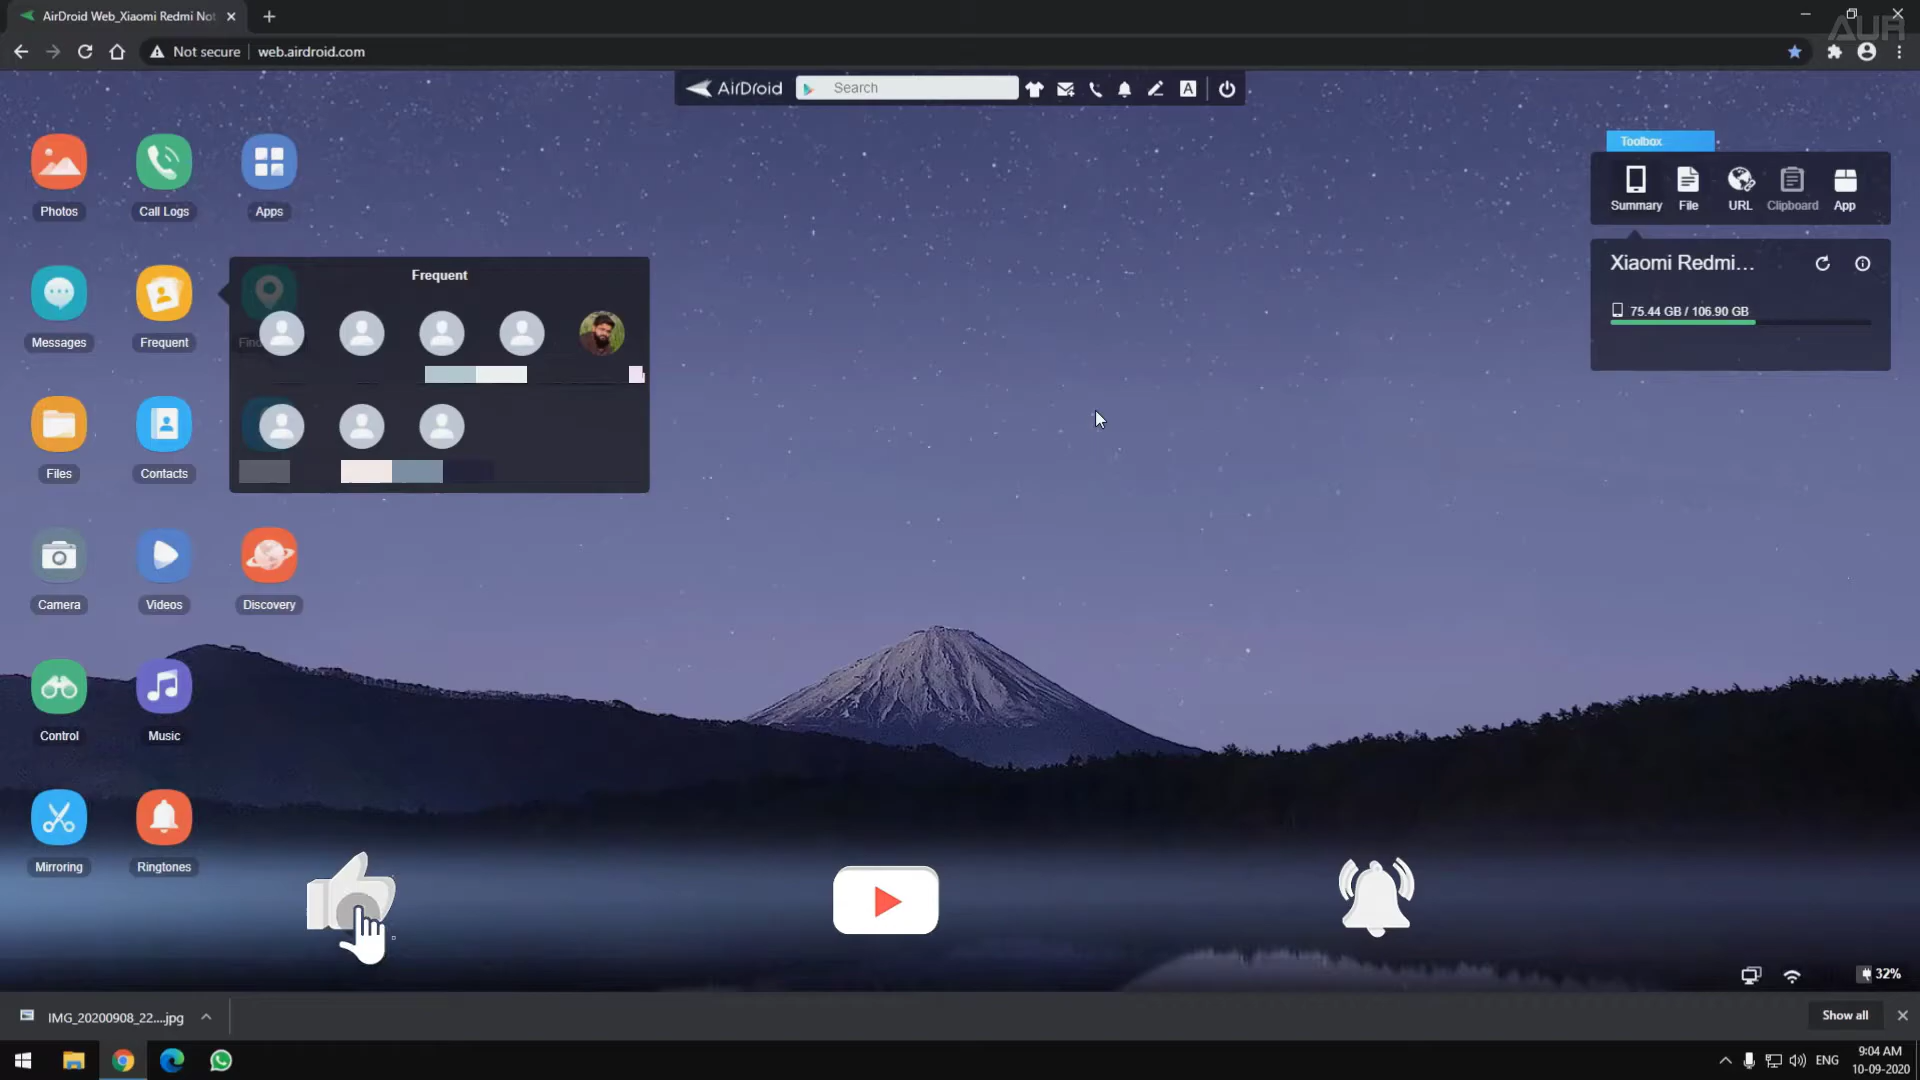 AirDroid Web_Xiaomi Redmi Not
Not secure
web.airdroid.com
AUR
AirDroid
Search
A
Photos
Call Logs
Apps
Toolbox
Summary
File
URL
Clipboard
App
Xiaomi Redmi...
75.44 GB / 106.90 GB
Messages
Frequent
Frequent
Files
Contacts
Camera
Videos
Discovery
Control
Music
Mirroring
Ringtones
32%
IMG_20200908_22....jpg
Show all
ENG
9:04 AM
10-09-2020